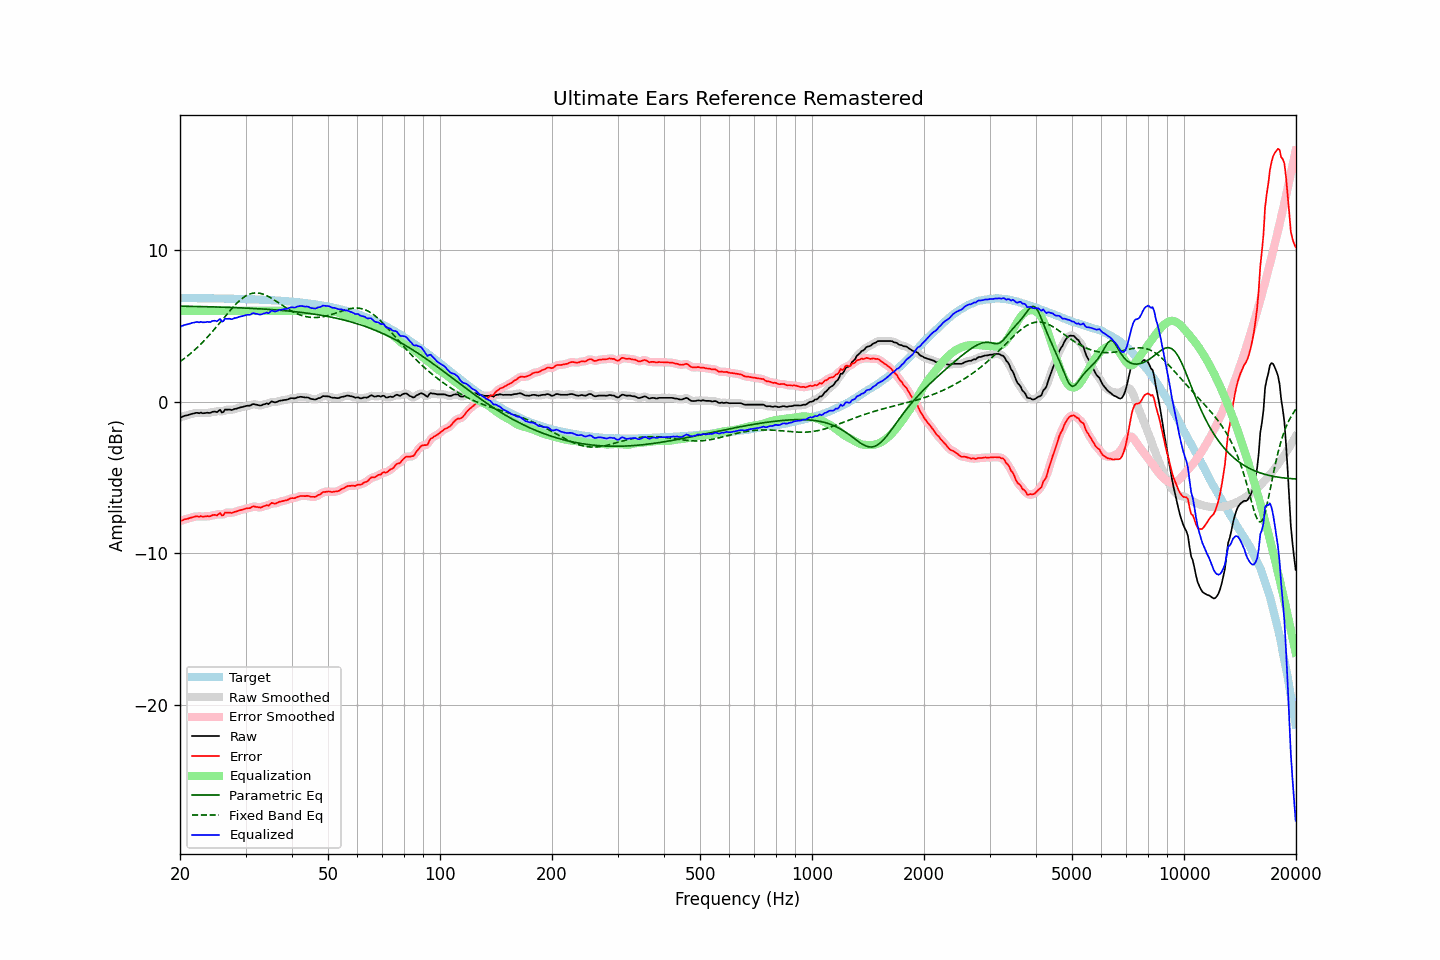 Ultimate Ears Reference Remastered
Amplitude (dBr)
10
0
−10
−20
Target
Raw Smoothed
Error Smoothed
Raw
Error
Equalization
Parametric Eq
Fixed Band Eq
Equalized
20 50 100 200 500 1000 2000 5000 10000 20000
Frequency (Hz)